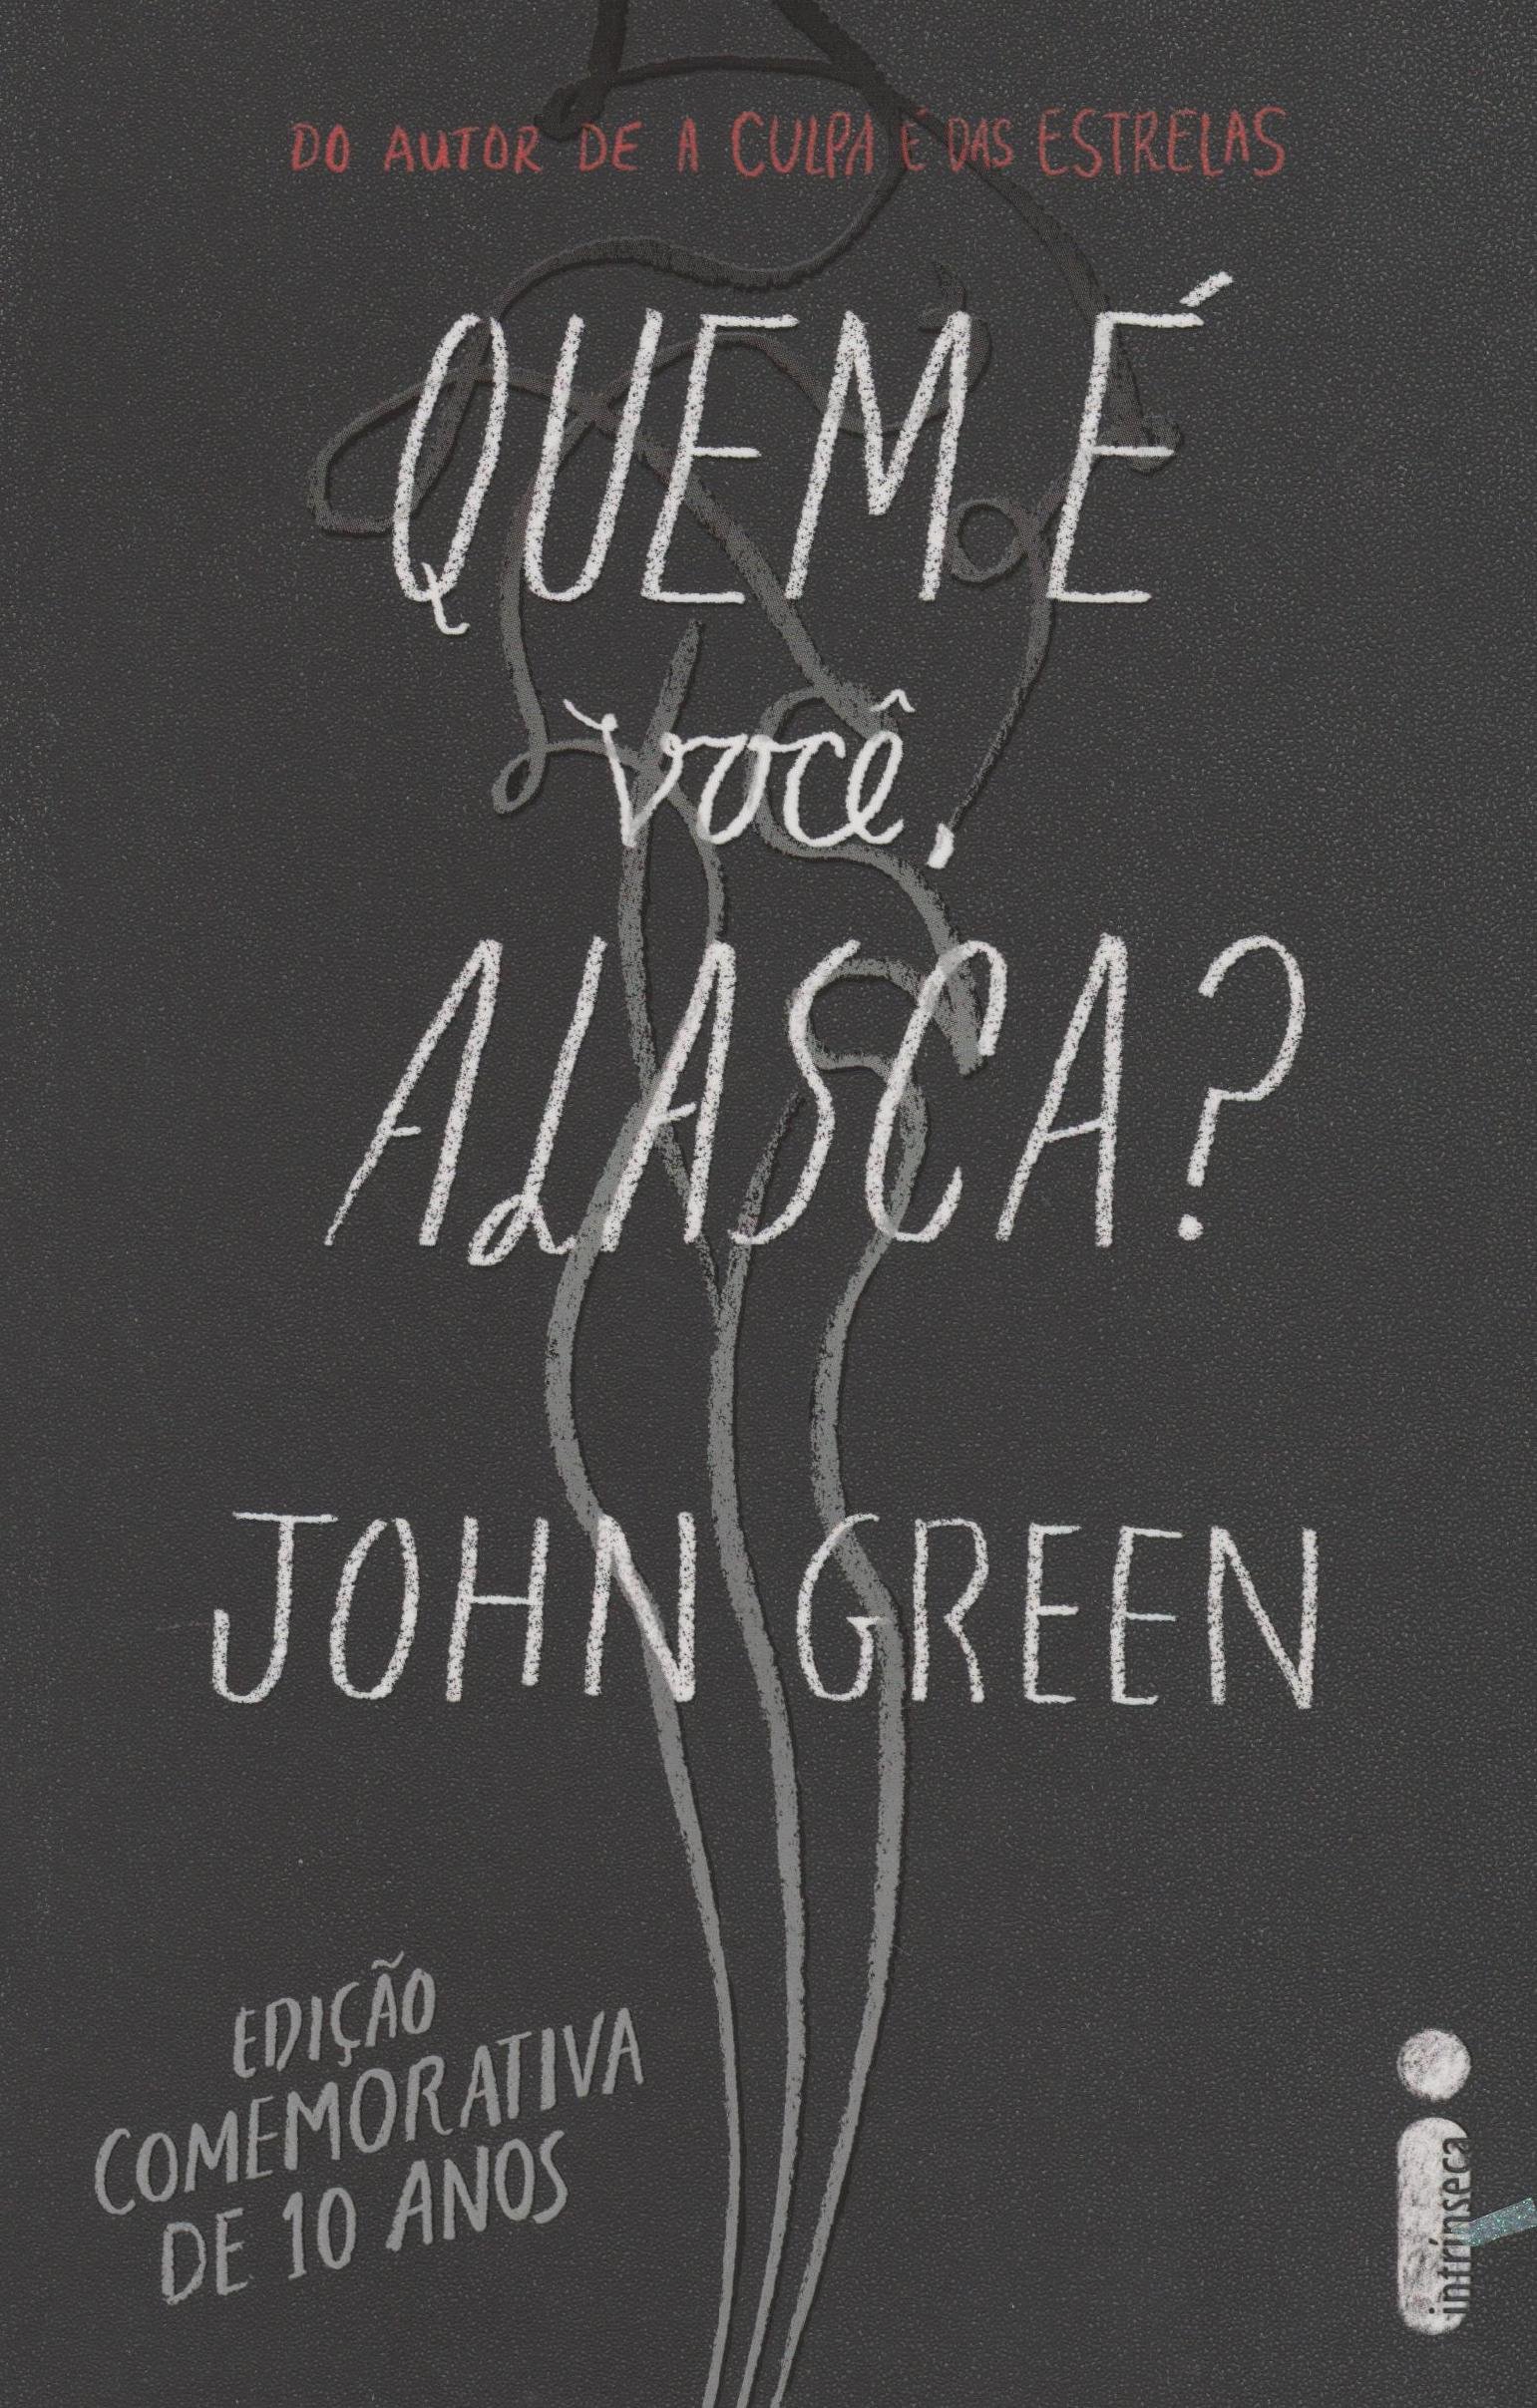 DO AUTOR DE A CULPA É DAS ESTRELAS
QUEM É
você,
ALASCA?
JOHN GREEN
EDIÇÃO
COMEMORATIVA
DE 10 ANOS
intrínseca